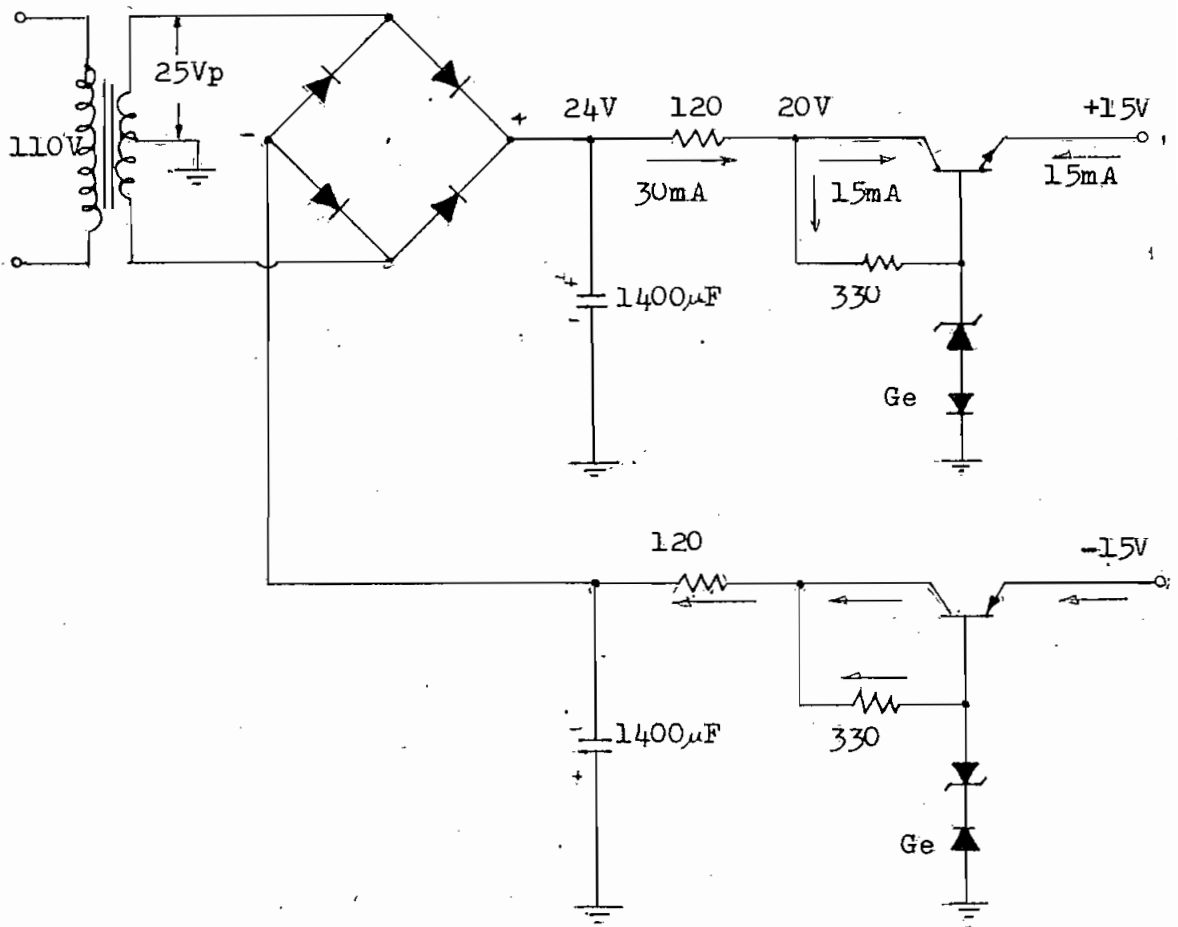 25Vp
110V
-
+
24V
120
20V
+15V
30mA
15mA
15mA
+
-
1400μF
330
Ge
120
-15V
-
+
1400μF
330
Ge